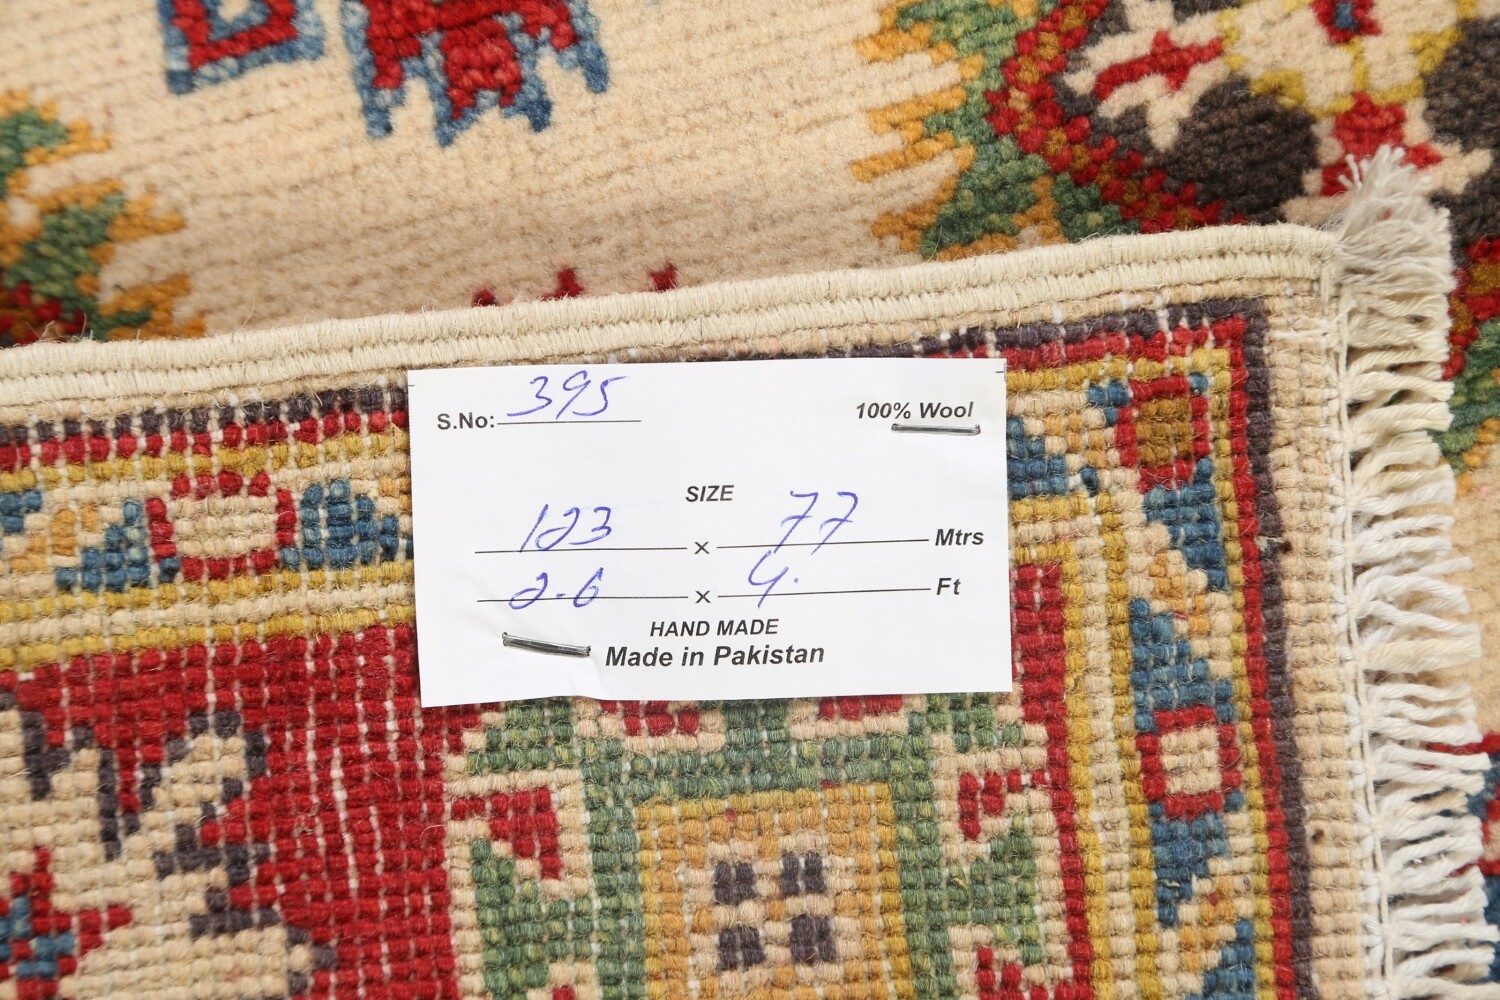 S.No: 395
100% Wool
SIZE
123 x 77 Mtrs
2.6 x 4. Ft
HAND MADE
Made in Pakistan